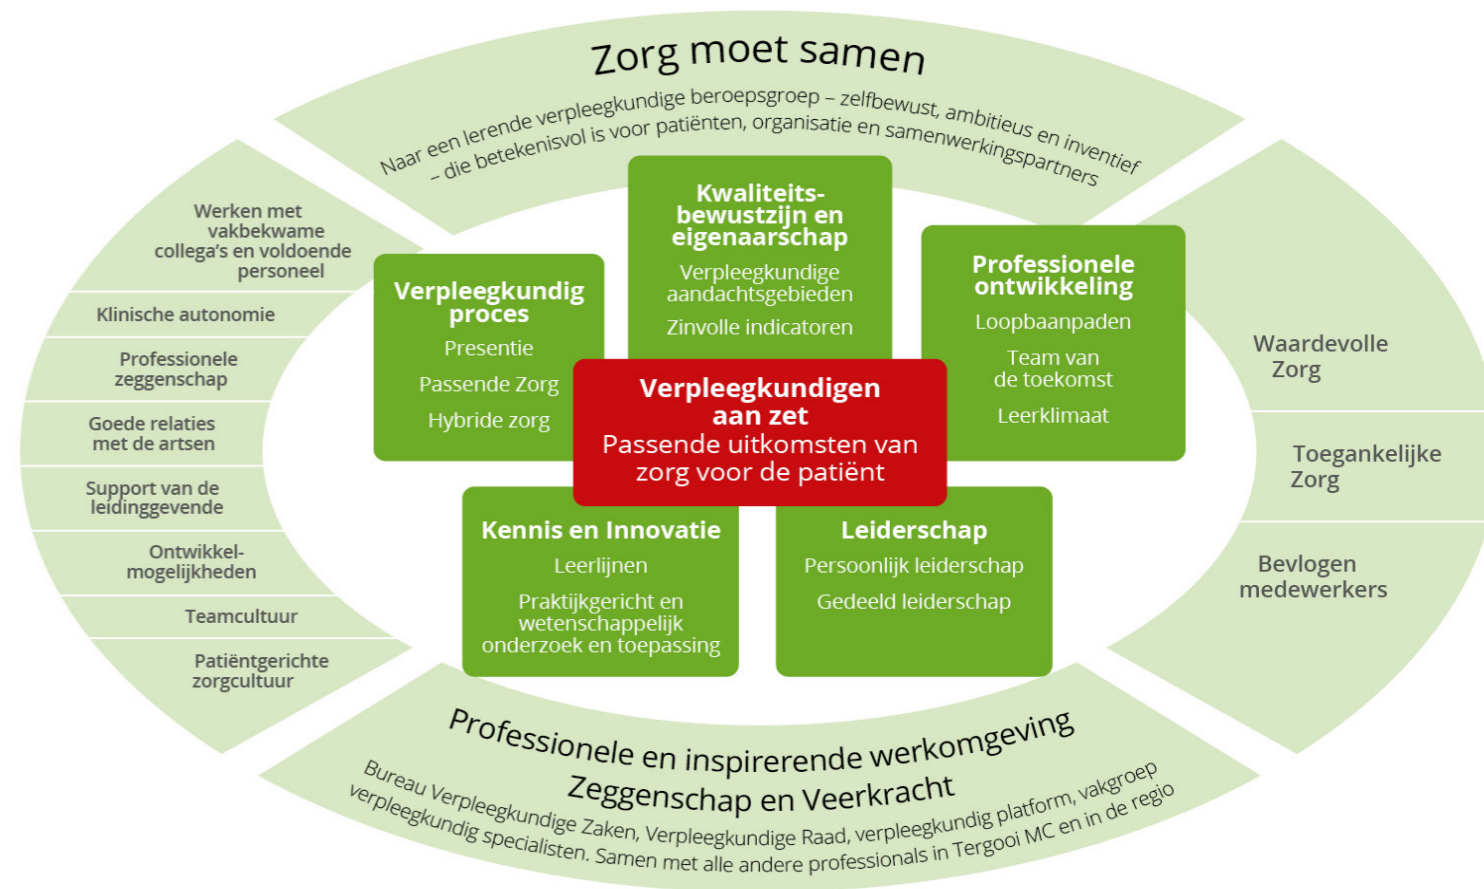 Zorg moet samen
Naar een lerende verpleegkundige beroepsgroep – zelfbewust, ambitieus en inventief
– die betekenisvol is voor patiënten, organisatie en samenwerkingspartners
Werken met
vakbekwame
collega's en voldoende
personeel
Klinische autonomie
Professionele
zeggenschap
Goede relaties
met de artsen
Support van de
leidinggevende
Ontwikkel-
mogelijkheden
Teamcultuur
Patiëntgerichte
zorgcultuur
Verpleegkundig
proces
Presentie
Passende Zorg
Hybride zorg
Kwaliteits-
bewustzijn en
eigenaarschap
Verpleegkundige
aandachtsgebieden
Zinvolle indicatoren
Professionele
ontwikkeling
Loopbaanpaden
Team van
de toekomst
Leerklimaat
Verpleegkundigen
aan zet
Passende uitkomsten van
zorg voor de patiënt
Kennis en Innovatie
Leerlijnen
Praktijkgericht en
wetenschappelijk
onderzoek en toepassing
Leiderschap
Persoonlijk leiderschap
Gedeeld leiderschap
Waardevolle
Zorg
Toegankelijke
Zorg
Bevlogen
medewerkers
Professionele en inspirerende werkomgeving
Zeggenschap en Veerkracht
Bureau Verpleegkundige Zaken, Verpleegkundige Raad, verpleegkundig platform, vakgroep
verpleegkundig specialisten. Samen met alle andere professionals in Tergooi MC en in de regio